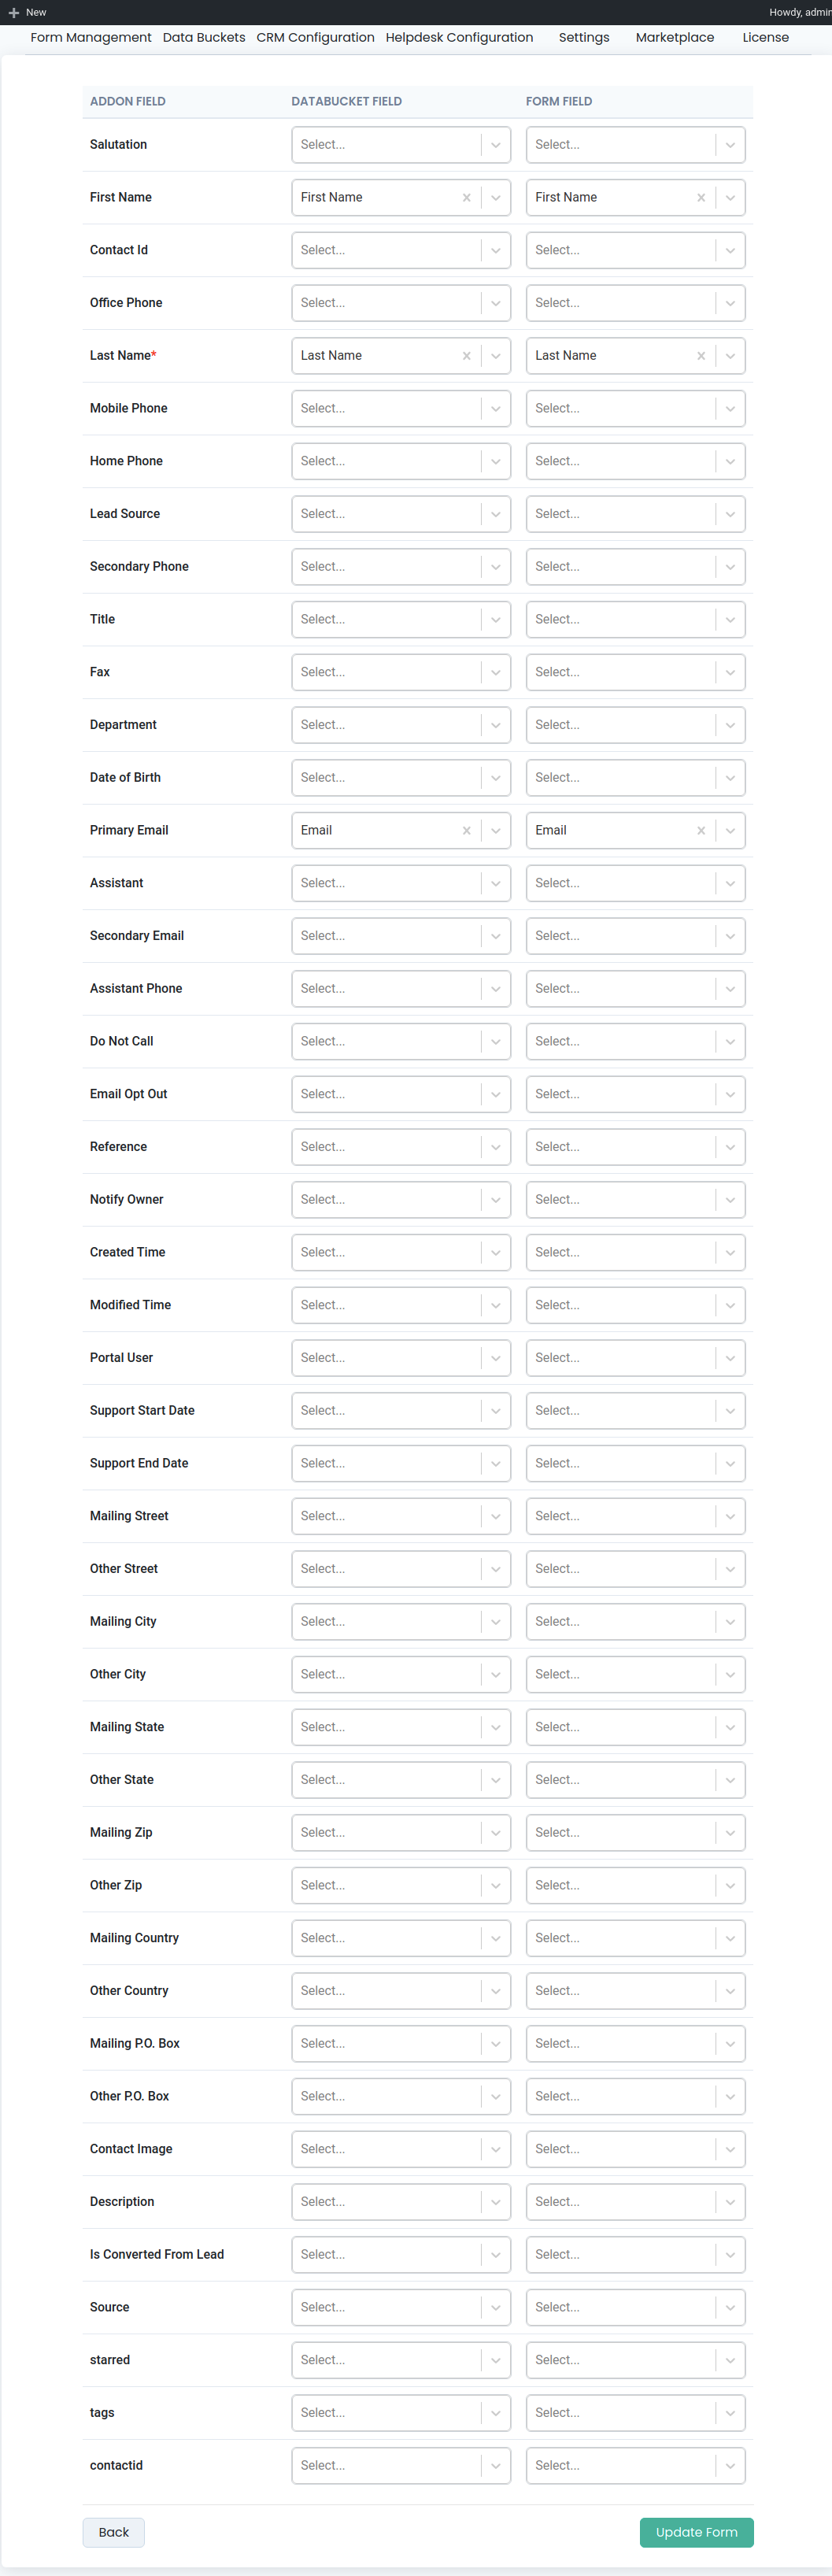 New Howdy, admin
Form Management Data Buckets CRM Configuration Helpdesk Configuration Settings Marketplace License
ADDON FIELD DATABUCKET FIELD FORM FIELD
Salutation Select... Select...
First Name First Name First Name
Contact Id Select... Select...
Office Phone Select... Select...
Last Name* Last Name Last Name
Mobile Phone Select... Select...
Home Phone Select... Select...
Lead Source Select... Select...
Secondary Phone Select... Select...
Title Select... Select...
Fax Select... Select...
Department Select... Select...
Date of Birth Select... Select...
Primary Email Email Email
Assistant Select... Select...
Secondary Email Select... Select...
Assistant Phone Select... Select...
Do Not Call Select... Select...
Email Opt Out Select... Select...
Reference Select... Select...
Notify Owner Select... Select...
Created Time Select... Select...
Modified Time Select... Select...
Portal User Select... Select...
Support Start Date Select... Select...
Support End Date Select... Select...
Mailing Street Select... Select...
Other Street Select... Select...
Mailing City Select... Select...
Other City Select... Select...
Mailing State Select... Select...
Other State Select... Select...
Mailing Zip Select... Select...
Other Zip Select... Select...
Mailing Country Select... Select...
Other Country Select... Select...
Mailing P.O. Box Select... Select...
Other P.O. Box Select... Select...
Contact Image Select... Select...
Description Select... Select...
Is Converted From Lead Select... Select...
Source Select... Select...
starred Select... Select...
tags Select... Select...
contactid Select... Select...
Back Update Form